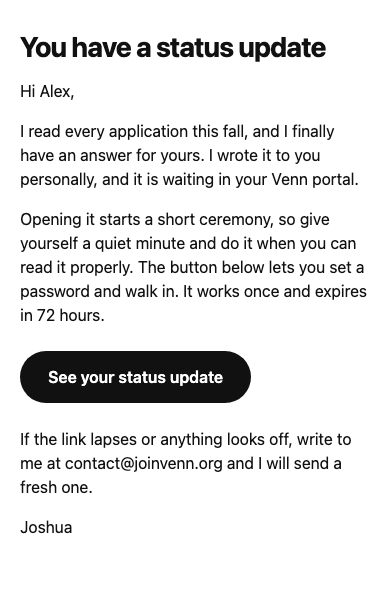 You have a status update
Hi Alex,
I read every application this fall, and I finally
have an answer for yours. I wrote it to you
personally, and it is waiting in your Venn portal.
Opening it starts a short ceremony, so give
yourself a quiet minute and do it when you can
read it properly. The button below lets you set a
password and walk in. It works once and expires
in 72 hours.
See your status update
If the link lapses or anything looks off, write to
me at contact@joinvenn.org and I will send a
fresh one.
Joshua